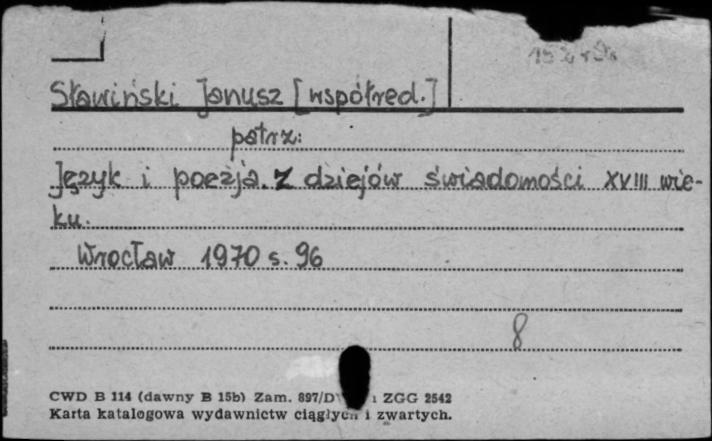 Sławiński Janusz [współred.]
patrz:
Język i poezja. Z dziejów świadomości XVIII wie-
ku.
Wrocław 1970 s. 96
8
CWD B 114 (dawny B 15b) Zam. 897/D ZGG 2542
Karta katalogowa wydawnictw ciągłych i zwartych.